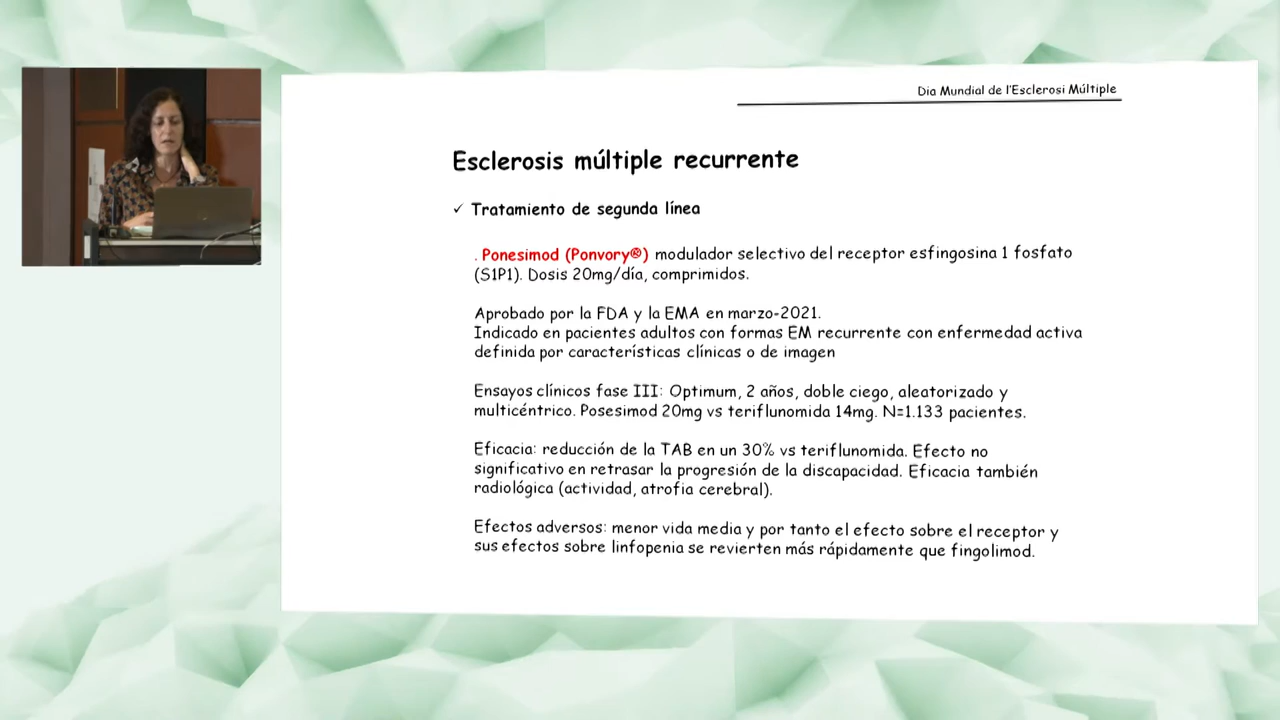 Dia Mundial de l'Esclerosi Múltiple
Esclerosis múltiple recurrente
✓ Tratamiento de segunda línea
. Ponesimod (Ponvory®) modulador selectivo del receptor esfingosina 1 fosfato
(S1P1). Dosis 20mg/día, comprimidos.
Aprobado por la FDA y la EMA en marzo-2021.
Indicado en pacientes adultos con formas EM recurrente con enfermedad activa
definida por características clínicas o de imagen
Ensayos clínicos fase III: Optimum, 2 años, doble ciego, aleatorizado y
multicéntrico. Posesimod 20mg vs teriflunomida 14mg. N=1.133 pacientes.
Eficacia: reducción de la TAB en un 30% vs teriflunomida. Efecto no
significativo en retrasar la progresión de la discapacidad. Eficacia también
radiológica (actividad, atrofia cerebral).
Efectos adversos: menor vida media y por tanto el efecto sobre el receptor y
sus efectos sobre linfopenia se revierten más rápidamente que fingolimod.